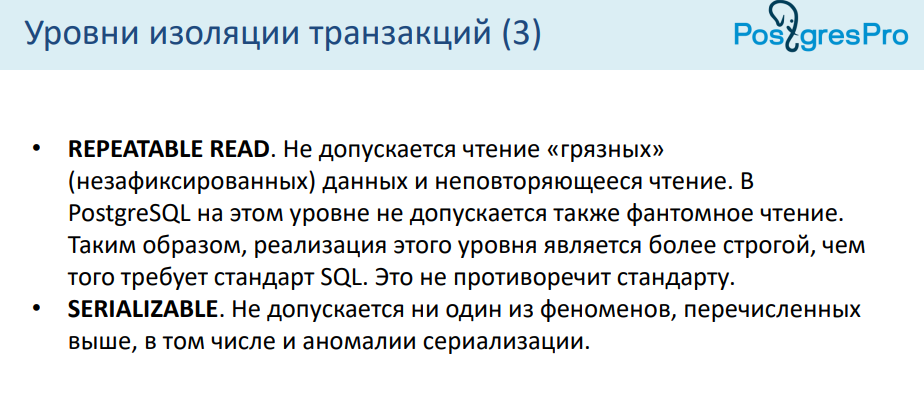 Уровни изоляции транзакций (3)
PostgresPro
• REPEATABLE READ. Не допускается чтение «грязных»
(незафиксированных) данных и неповторяющееся чтение. В
PostgreSQL на этом уровне не допускается также фантомное чтение.
Таким образом, реализация этого уровня является более строгой, чем
того требует стандарт SQL. Это не противоречит стандарту.
• SERIALIZABLE. Не допускается ни один из феноменов, перечисленных
выше, в том числе и аномалии сериализации.